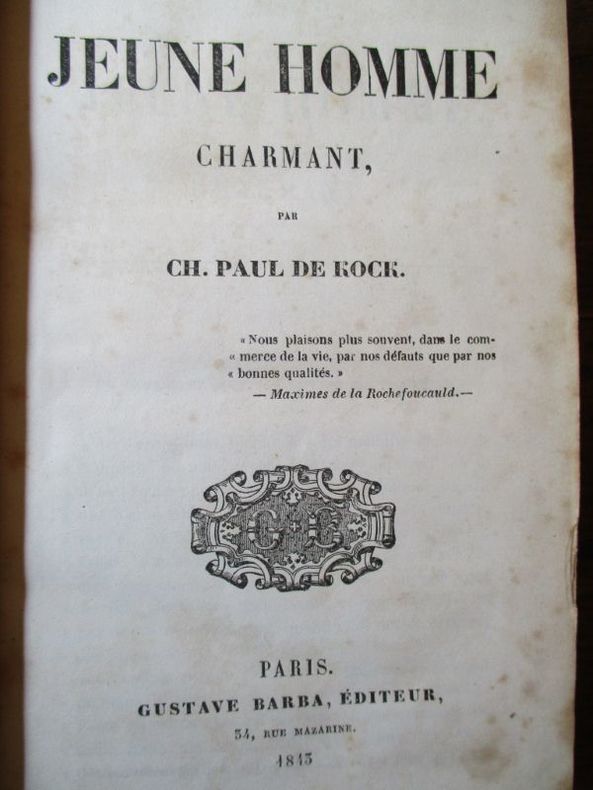 JEUNE HOMME
CHARMANT,
PAR
CH. PAUL DE KOCK.
« Nous plaisons plus souvent, dans le com-
« merce de la vie, par nos défauts que par nos
« bonnes qualités. »
— Maximes de la Rochefoucauld. —
G + B
PARIS.
GUSTAVE BARBA, ÉDITEUR,
34, RUE MAZARINE.
1843